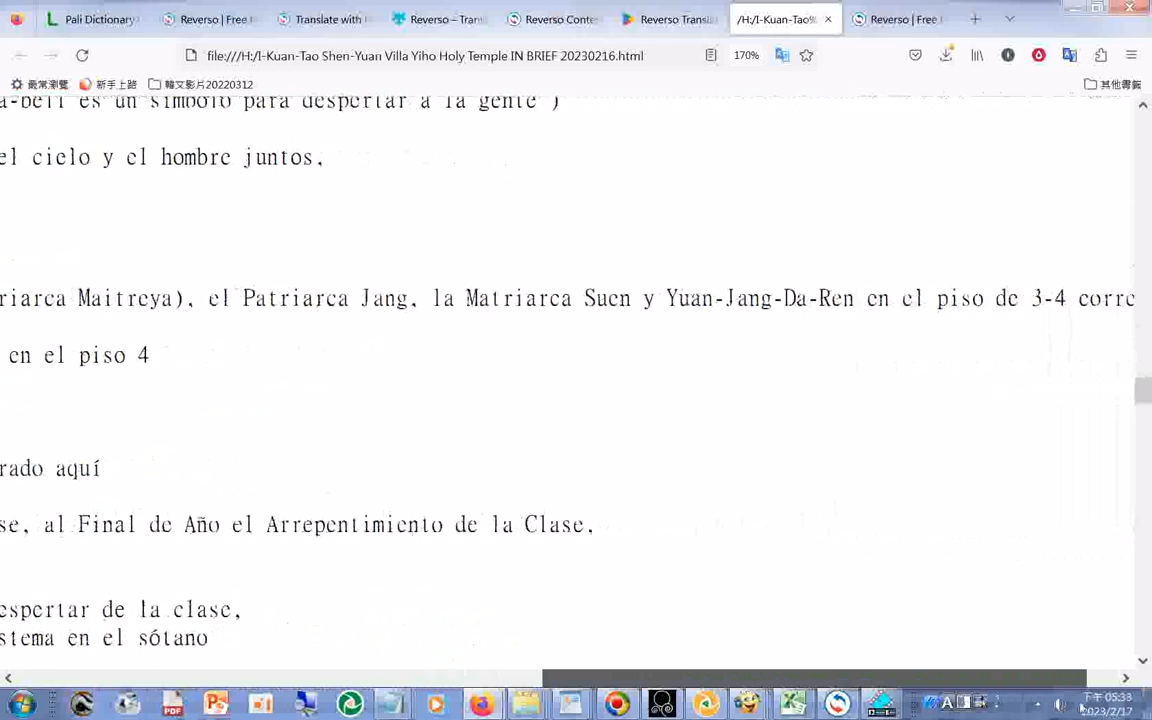 Pali Dictionary
Reverso | Free
Translate with
Reverso – Tran
Reverso Conte
Reverso Transl
/H:/I-Kuan-Tao%
Reverso | Free
file:///H:/I-Kuan-Tao Shen-Yuan Villa Yiho Holy Temple IN BRIEF 20230216.html
170%
最常瀏覽
新手上路
韓文影片20220312
其他書籤
a-bell es un símbolo para despertar a la gente )
el cielo y el hombre juntos,
riarca Maitreya), el Patriarca Jang, la Matriarca Suen y Yuan-Jang-Da-Ren en el piso de 3-4 corre
en el piso 4
rado aquí
se, al Final de Año el Arrepentimiento de la Clase,
espertar de la clase,
stema en el sótano
下午 05:33
2023/2/17